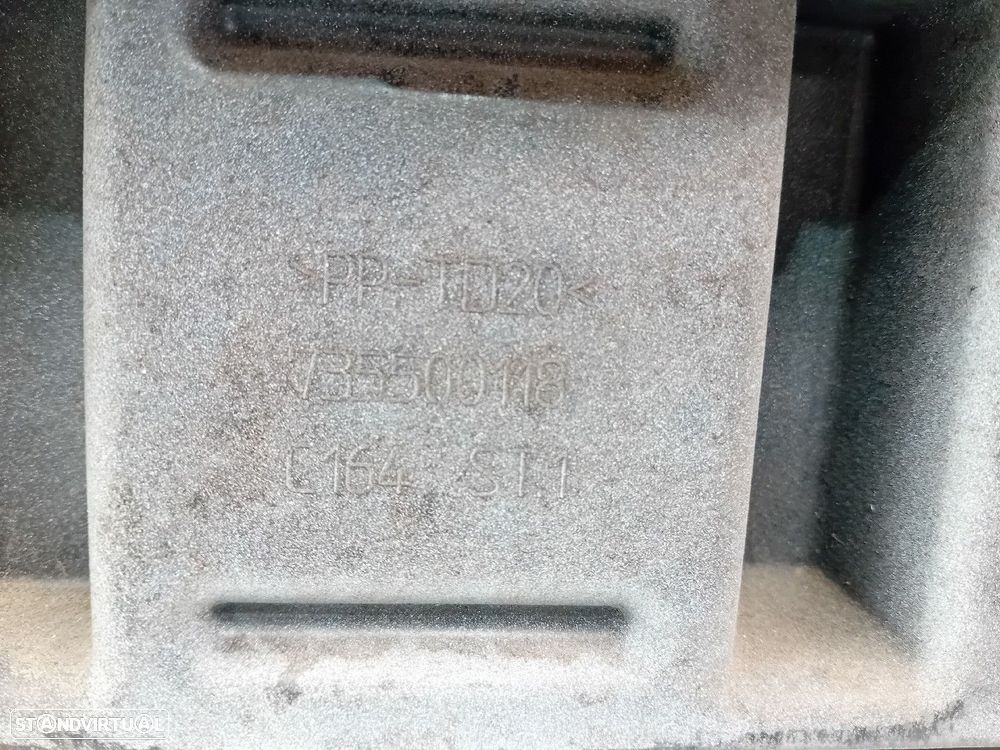 >PP-TD20<
735500118
C164 ST.1
STANDVIRTUAL